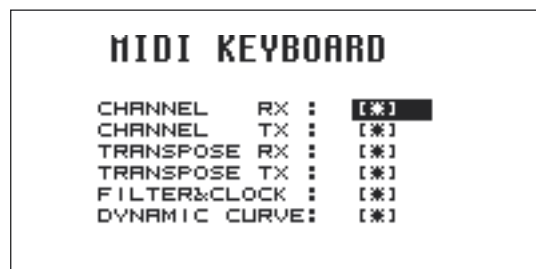 MIDI KEYBOARD
CHANNEL RX : [*]
CHANNEL TX : [*]
TRANSPOSE RX : [*]
TRANSPOSE TX : [*]
FILTER&CLOCK : [*]
DYNAMIC CURVE: [*]